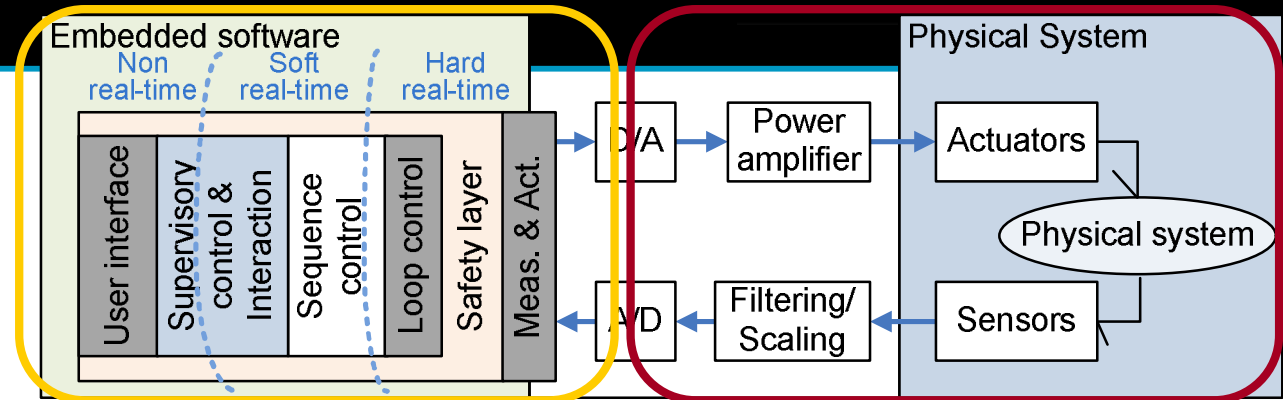 Embedded software
Non
real-time
Soft
real-time
Hard
real-time
User interface
Supervisory
control &
Interaction
Sequence
control
Loop control
Safety layer
Meas. & Act.
D/A
Power
amplifier
A/D
Filtering/
Scaling
Physical System
Actuators
Physical system
Sensors